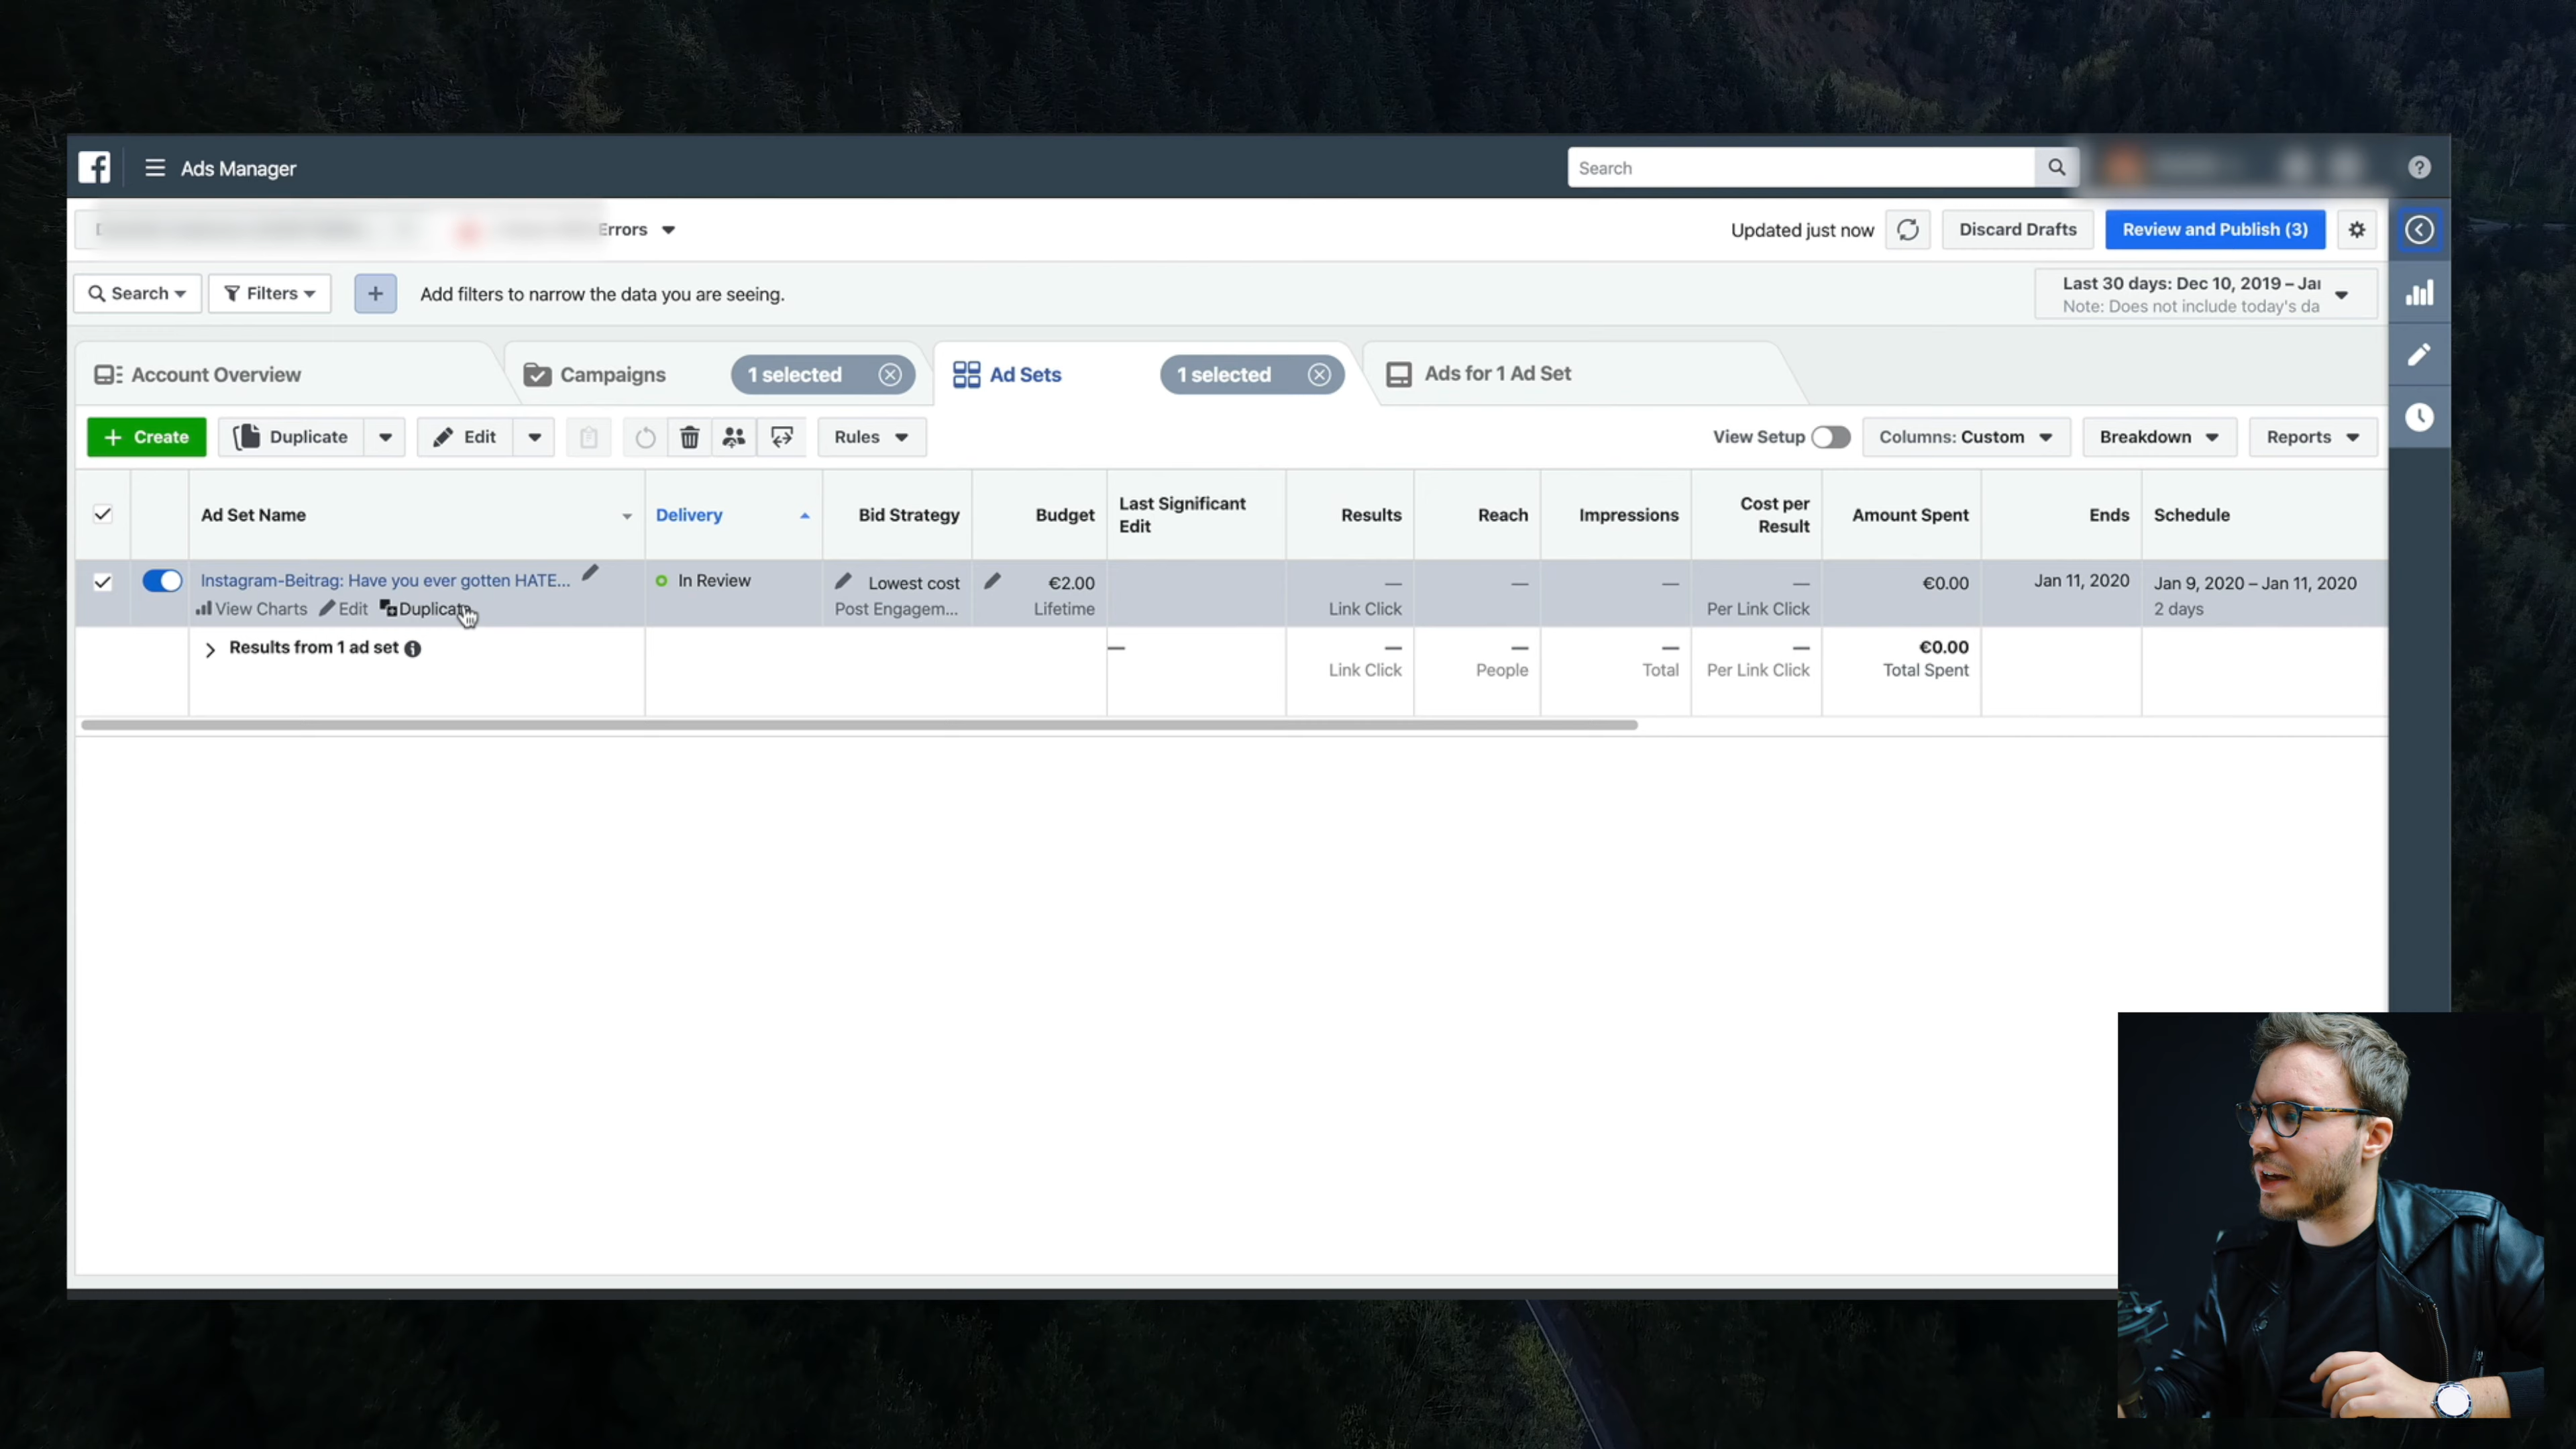 Ads Manager
Search
Errors
Updated just now
Discard Drafts
Review and Publish (3)
Search
Filters
Add filters to narrow the data you are seeing.
Last 30 days: Dec 10, 2019 – Jan
Note: Does not include today's da
Account Overview
Campaigns
1 selected
Ad Sets
1 selected
Ads for 1 Ad Set
+ Create
Duplicate
Edit
Rules
View Setup
Columns: Custom
Breakdown
Reports
Ad Set Name
Delivery
Bid Strategy
Budget
Last Significant
Edit
Results
Reach
Impressions
Cost per
Result
Amount Spent
Ends
Schedule
Instagram-Beitrag: Have you ever gotten HATE...
In Review
Lowest cost
€2.00
—
—
—
—
€0.00
Jan 11, 2020
Jan 9, 2020 – Jan 11, 2020
View Charts
Edit
Duplicate
Post Engagem...
Lifetime
Link Click
Per Link Click
2 days
Results from 1 ad set
—
—
—
—
—
€0.00
Link Click
People
Total
Per Link Click
Total Spent